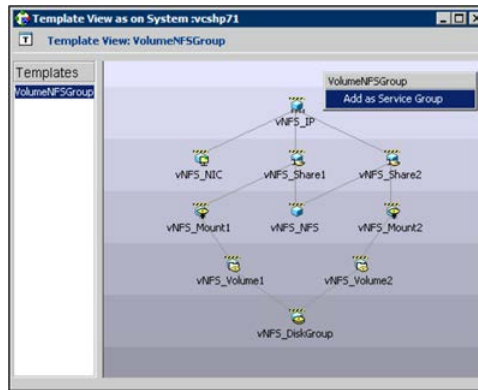 Template View as on System :vcshp71
Template View: VolumeNFSGroup
Templates
VolumeNFSGroup
VolumeNFSGroup
Add as Service Group
vNFS_IP
vNFS_NIC
vNFS_Share1
vNFS_Share2
vNFS_Mount1
vNFS_NFS
vNFS_Mount2
vNFS_Volume1
vNFS_Volume2
vNFS_DiskGroup